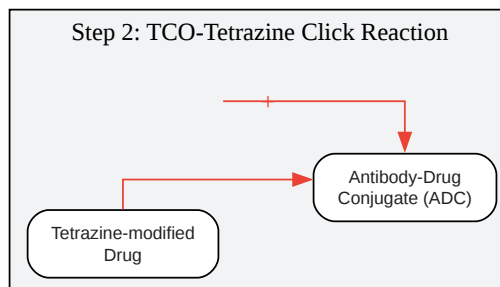 Step 2: TCO-Tetrazine Click Reaction
Antibody-Drug
Conjugate (ADC)
Tetrazine-modified
Drug